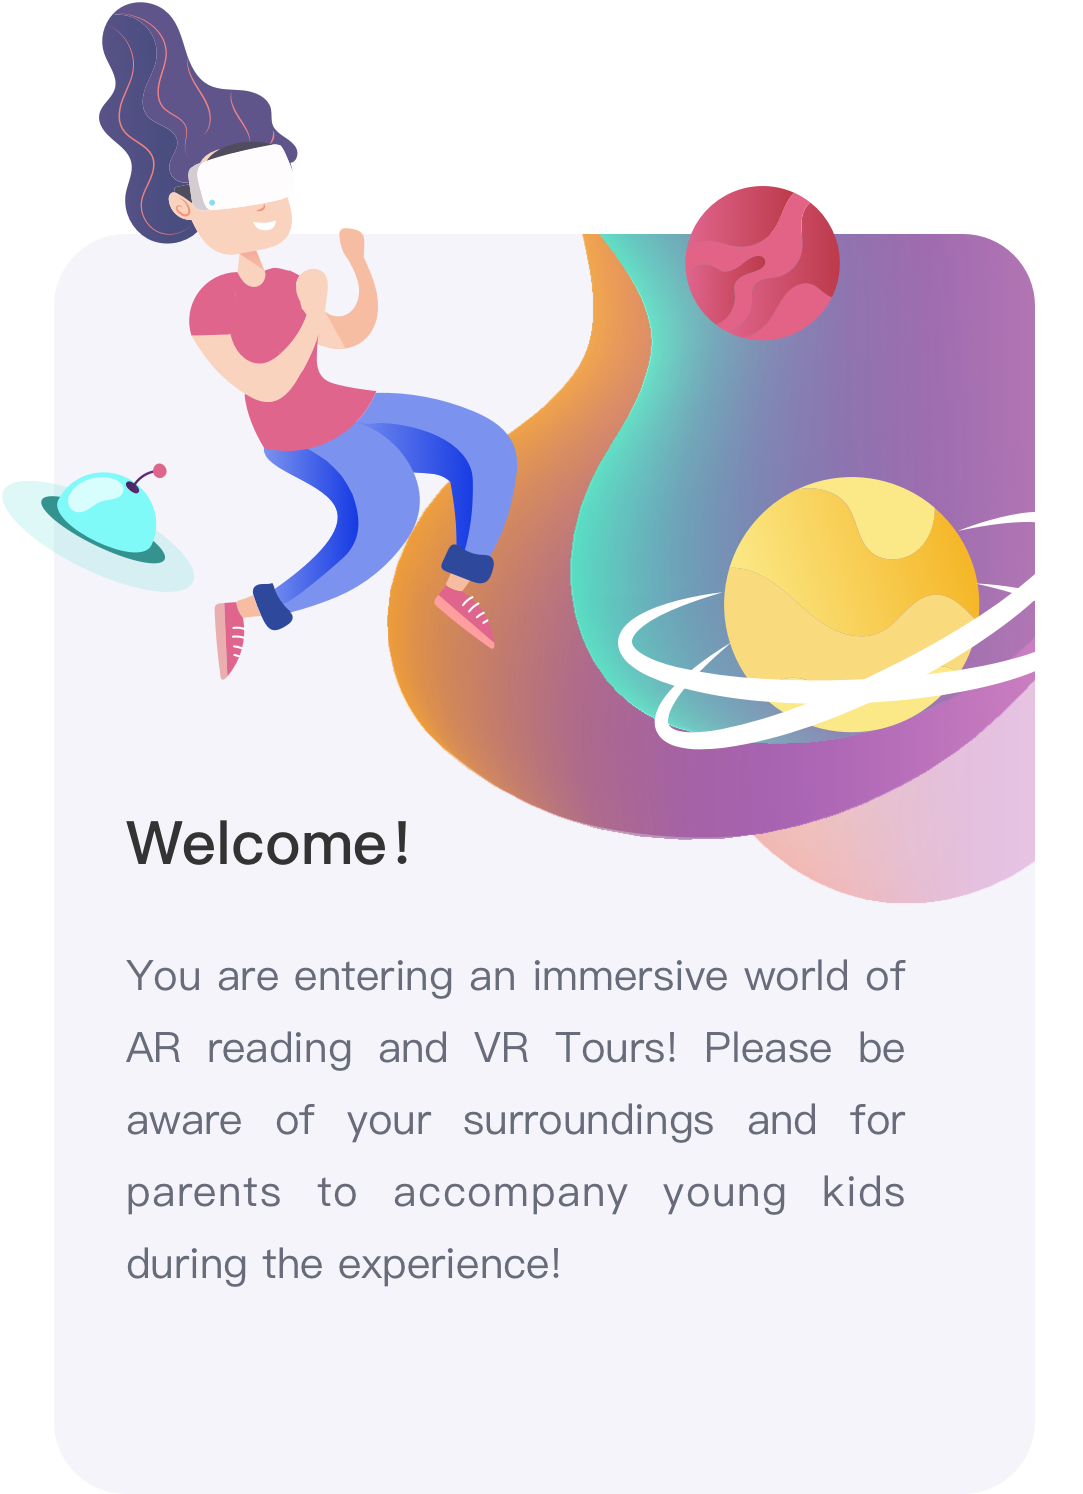 Welcome!
You are entering an immersive world of
AR reading and VR Tours! Please be
aware of your surroundings and for
parents to accompany young kids
during the experience!